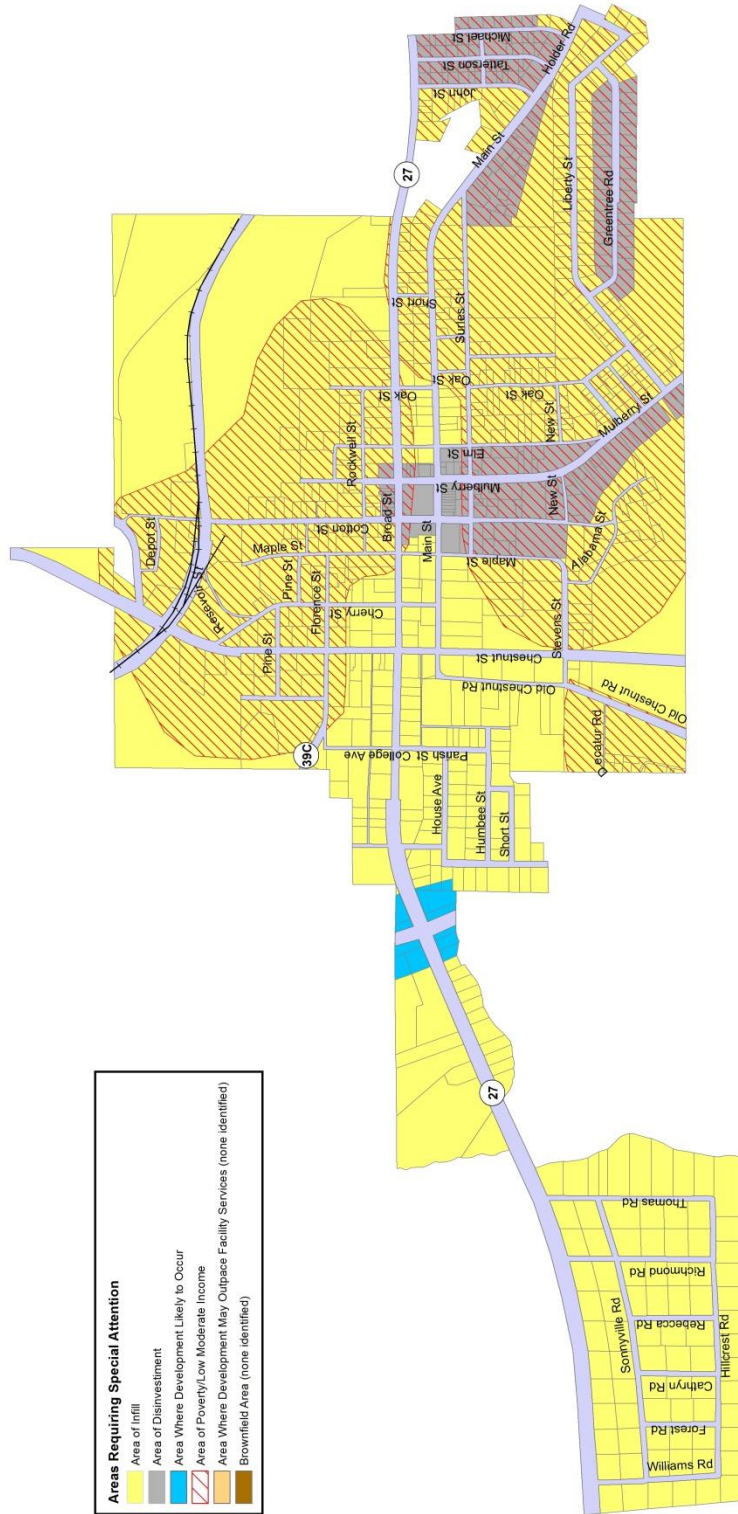 Areas Requiring Special Attention
Area of Infill
Area of Disinvestiment
Area Where Development Likely to Occur
Area of Poverty/Low Moderate Income
Area Where Development May Outpace Facility Services (none identified)
Brownfield Area (none identified)
Depot St
Resevoir ST
Maple St
Pine St
Pine St
Florence St
Cherry St
Cotton St
Rockwell St
Broad St
Oak St
Short St
27
Michael St
Tatterson St
John St
Holder Rd
Main St
Liberty St
Greentree Rd
Surles St
Oak St
Oak St
New St
Elm St
Mulberry St
Mulberry St
New St
Main St
Maple St
Alabama St
Stevens St
Chestnut St
Old Chestnut Rd
Old Chestnut Rd
ecatur Rd
39C
Parish St College Ave
House Ave
Humbee St
Short St
27
Sonnyville Rd
Thomas Rd
Richmond Rd
Rebecca Rd
Cathryn Rd
Forest Rd
Williams Rd
Hillcrest Rd